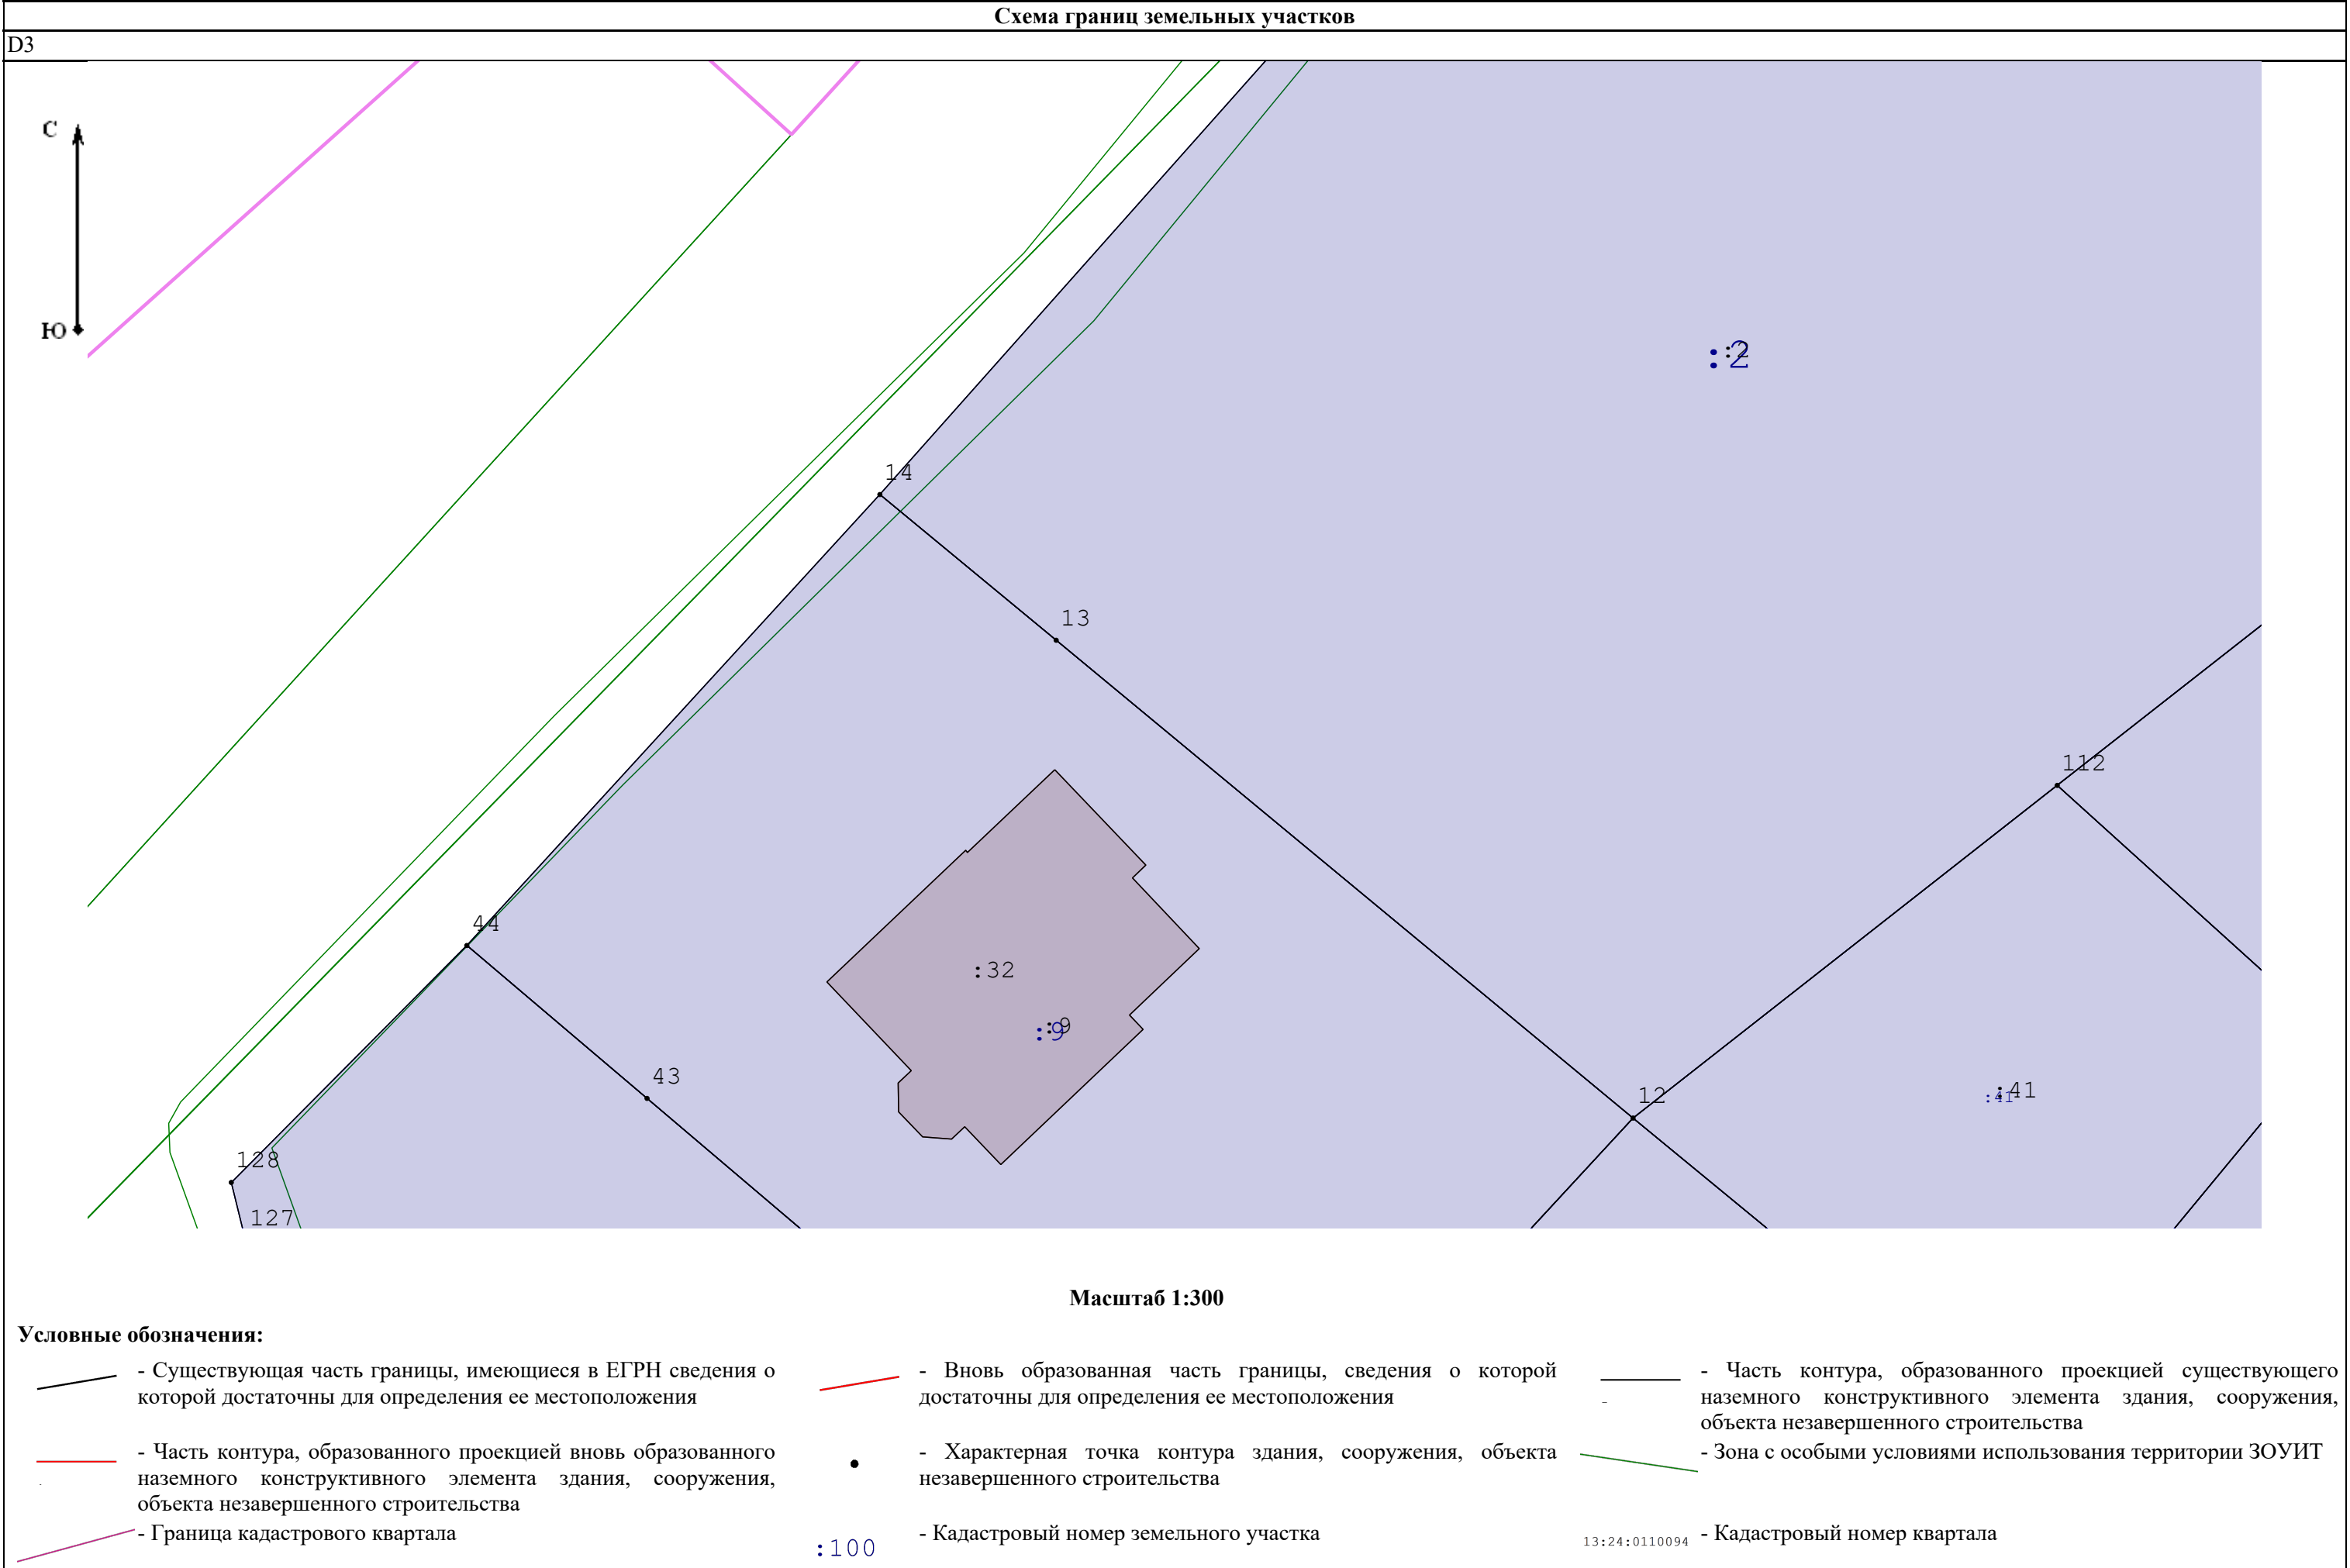 Схема границ земельных участков
D3
С
Ю
:2
:2
14
13
112
44
:32
:9
:9
43
12
:41
:41
128
127
Масштаб 1:300
Условные обозначения:
- Существующая часть границы, имеющиеся в ЕГРН сведения о
которой достаточны для определения ее местоположения
- Вновь образованная часть границы, сведения о которой
достаточны для определения ее местоположения
- Часть контура, образованного проекцией существующего
наземного конструктивного элемента здания, сооружения,
объекта незавершенного строительства
- Часть контура, образованного проекцией вновь образованного
наземного конструктивного элемента здания, сооружения,
объекта незавершенного строительства
- Характерная точка контура здания, сооружения, объекта
незавершенного строительства
- Зона с особыми условиями использования территории ЗОУИТ
- Граница кадастрового квартала
:100
- Кадастровый номер земельного участка
13:24:0110094
- Кадастровый номер квартала